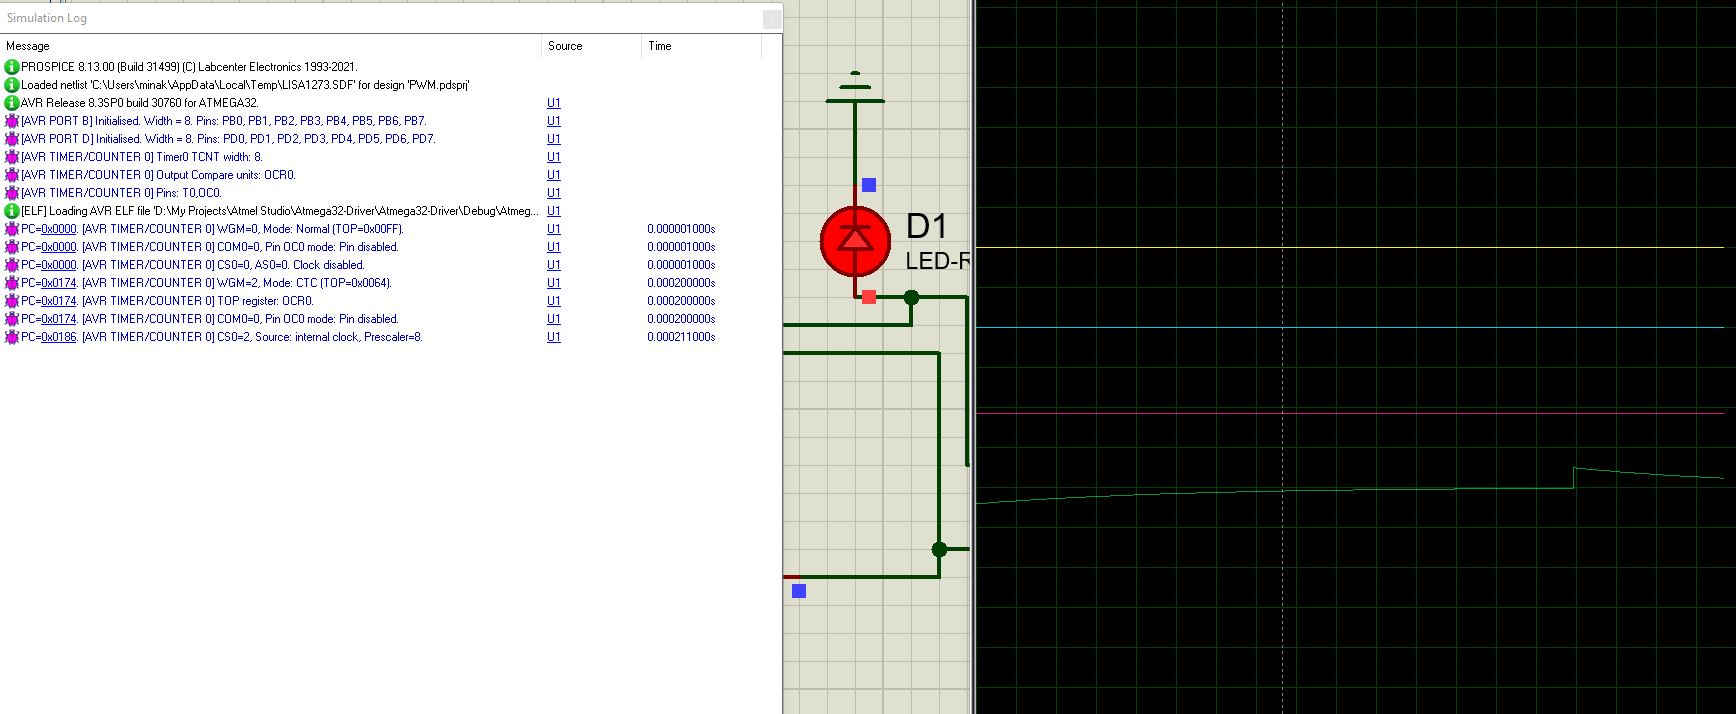 Simulation Log
Message Source Time
PROSPICE 8.13.00 (Build 31499) (C) Labcenter Electronics 1993-2021.
Loaded netlist 'C:\Users\minak\AppData\Local\Temp\LISA1273.SDF' for design 'PWM.pdsprj'
AVR Release 8.3SP0 build 30760 for ATMEGA32. U1
[AVR PORT B] Initialised. Width = 8. Pins: PB0, PB1, PB2, PB3, PB4, PB5, PB6, PB7. U1
[AVR PORT D] Initialised. Width = 8. Pins: PD0, PD1, PD2, PD3, PD4, PD5, PD6, PD7. U1
[AVR TIMER/COUNTER 0] Timer0 TCNT width: 8. U1
[AVR TIMER/COUNTER 0] Output Compare units: OCR0. U1
[AVR TIMER/COUNTER 0] Pins: T0,OC0. U1
[ELF] Loading AVR ELF file 'D:\My Projects\Atmel Studio\Atmega32-Driver\Atmega32-Driver\Debug\Atmeg... U1
PC=0x0000. [AVR TIMER/COUNTER 0] WGM=0, Mode: Normal (TOP=0x00FF). U1 0.000001000s
PC=0x0000. [AVR TIMER/COUNTER 0] COM0=0, Pin OC0 mode: Pin disabled. U1 0.000001000s
PC=0x0000. [AVR TIMER/COUNTER 0] CS0=0, AS0=0. Clock disabled. U1 0.000001000s
PC=0x0174. [AVR TIMER/COUNTER 0] WGM=2, Mode: CTC (TOP=0x0064). U1 0.000200000s
PC=0x0174. [AVR TIMER/COUNTER 0] TOP register: OCR0. U1 0.000200000s
PC=0x0174. [AVR TIMER/COUNTER 0] COM0=0, Pin OC0 mode: Pin disabled. U1 0.000200000s
PC=0x0186. [AVR TIMER/COUNTER 0] CS0=2, Source: internal clock, Prescaler=8. U1 0.000211000s
D1
LED-R